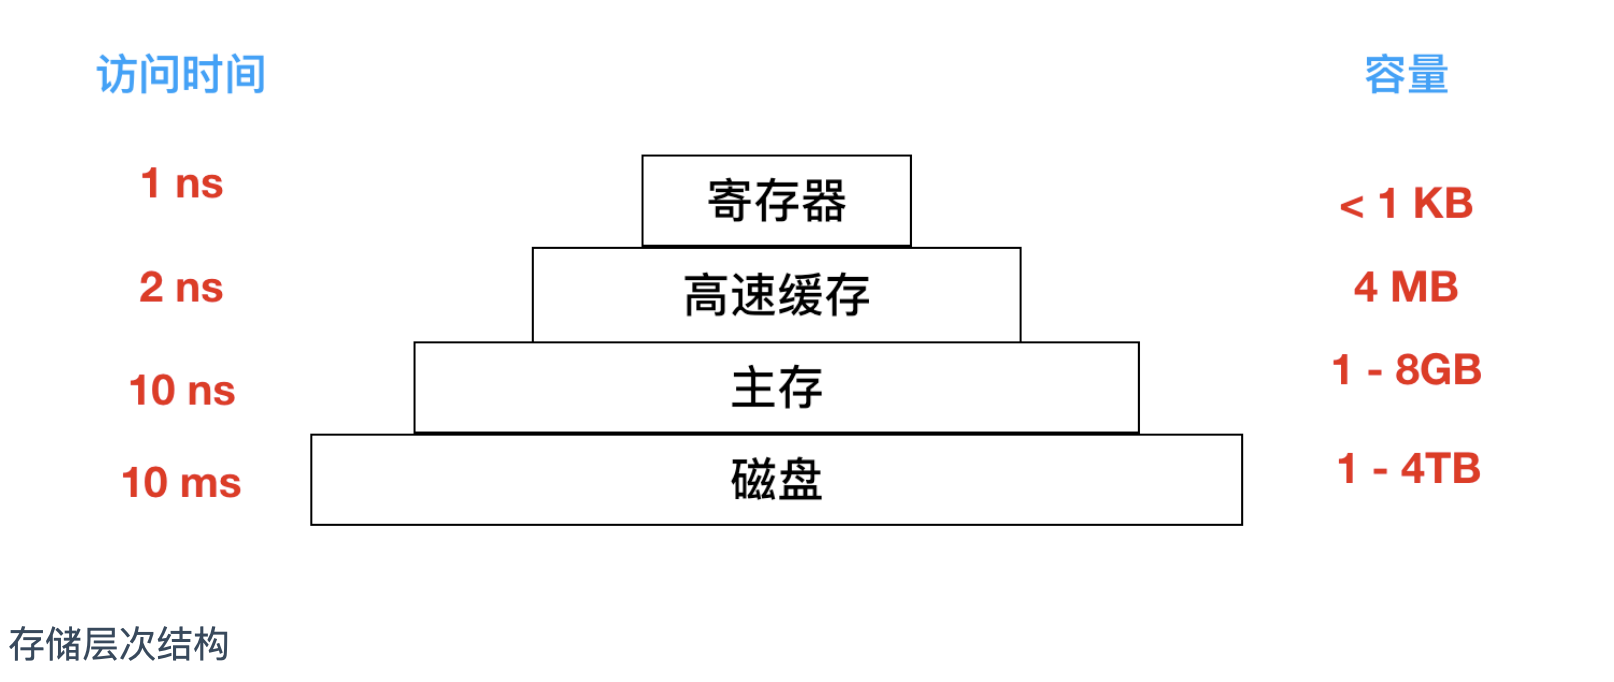 访问时间
容量
1 ns
寄存器
< 1 KB
2 ns
高速缓存
4 MB
10 ns
主存
1 - 8GB
10 ms
磁盘
1 - 4TB
存储层次结构